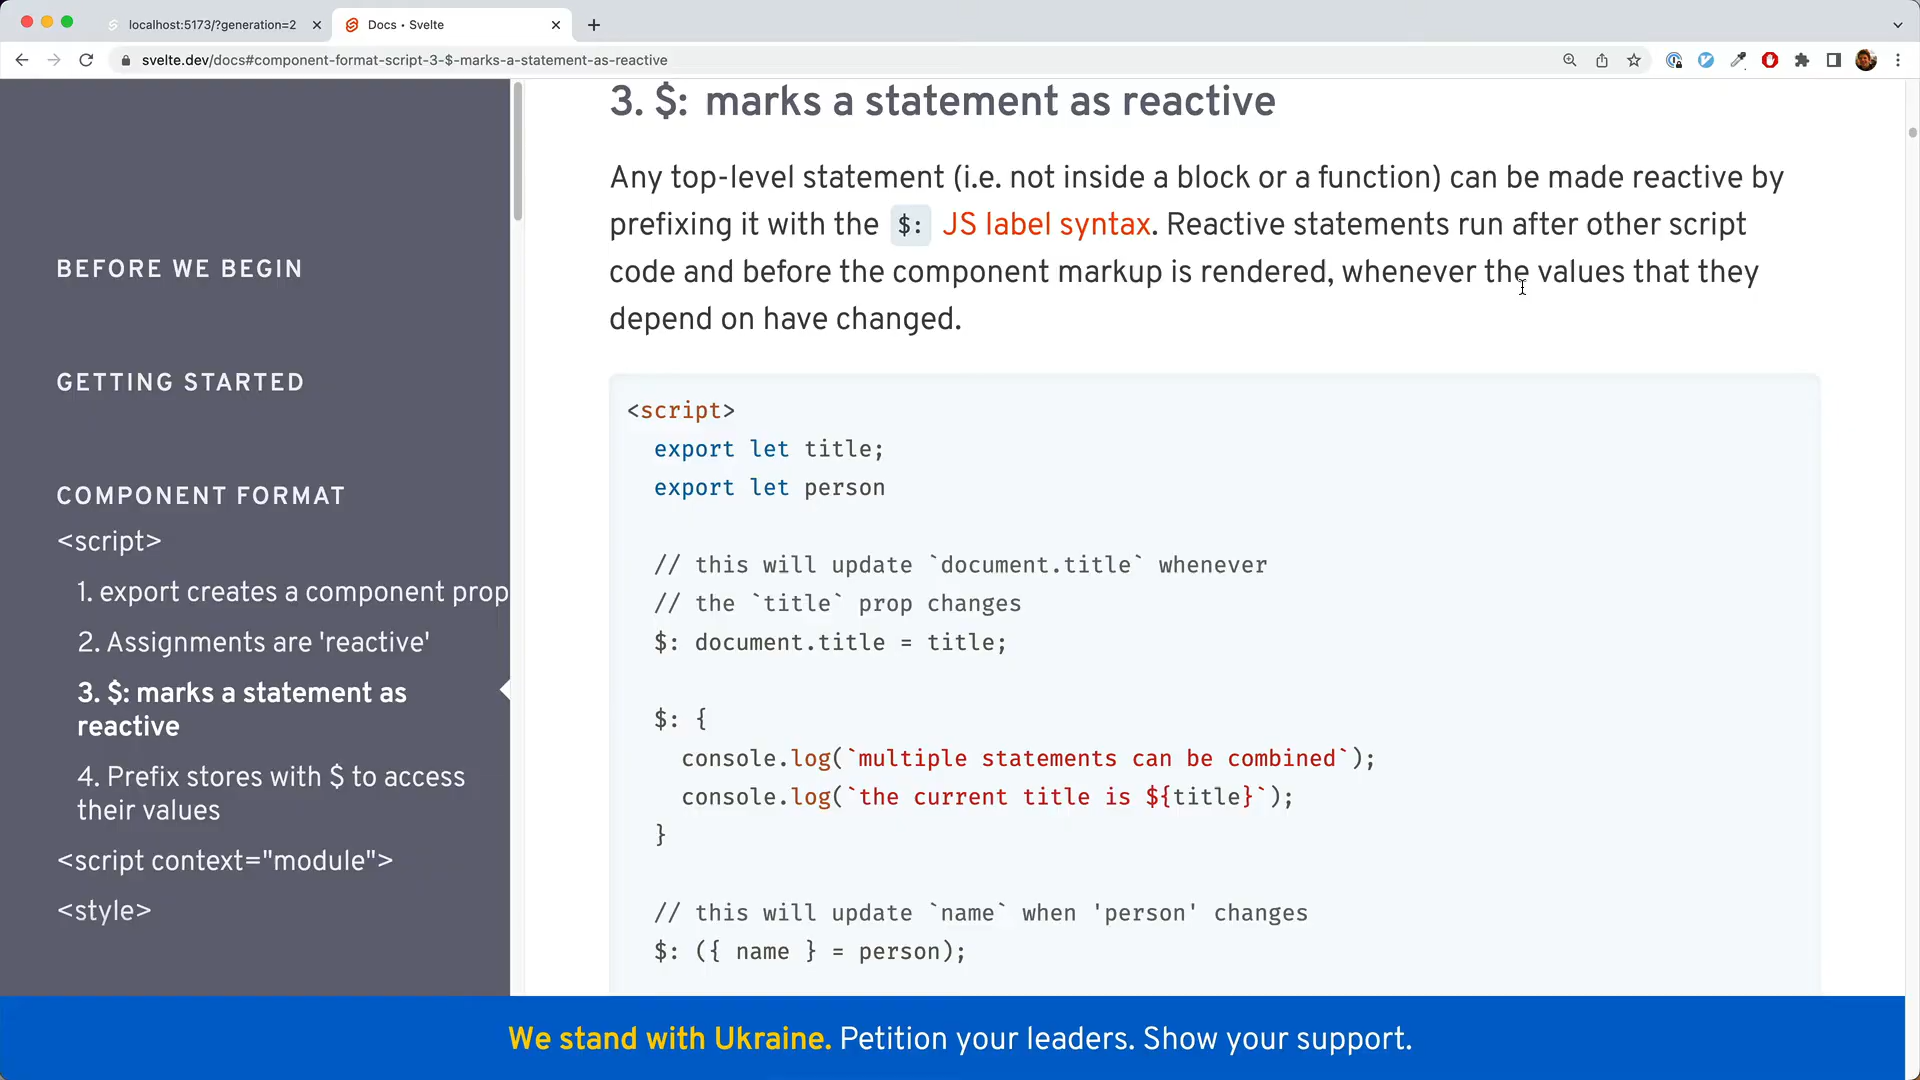 localhost:5173/?generation=2
Docs • Svelte
svelte.dev/docs#component-format-script-3-$-marks-a-statement-as-reactive
BEFORE WE BEGIN
GETTING STARTED
COMPONENT FORMAT
<script>
1. export creates a component prop
2. Assignments are 'reactive'
3. $: marks a statement as
reactive
4. Prefix stores with $ to access
their values
<script context="module">
<style>
3. $: marks a statement as reactive
Any top-level statement (i.e. not inside a block or a function) can be made reactive by
prefixing it with the $: JS label syntax. Reactive statements run after other script
code and before the component markup is rendered, whenever the values that they
depend on have changed.
<script>
export let title;
export let person
// this will update `document.title` whenever
// the `title` prop changes
$: document.title = title;
$: {
console.log(`multiple statements can be combined`);
console.log(`the current title is ${title}`);
}
// this will update `name` when 'person' changes
$: ({ name } = person);
We stand with Ukraine. Petition your leaders. Show your support.